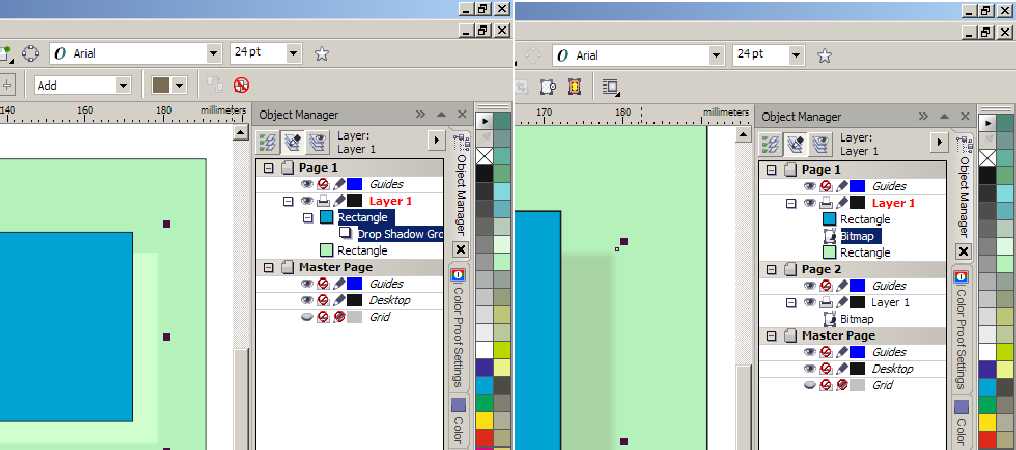 Arial
24 pt
Add
140
160
180
millimeters
Object Manager
Layer:
Layer 1
Page 1
Guides
Layer 1
Rectangle
Drop Shadow Gro
Rectangle
Master Page
Guides
Desktop
Grid
Object Manager
Color Proof Settings
Color
Arial
24 pt
170
180
millimeters
Object Manager
Layer:
Layer 1
Page 1
Guides
Layer 1
Rectangle
Bitmap
Rectangle
Page 2
Guides
Layer 1
Bitmap
Master Page
Guides
Desktop
Grid
Object Manager
Color Proof Settings
Color